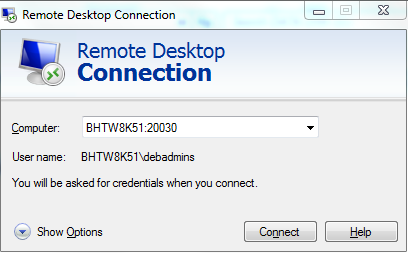 Remote Desktop Connection
Remote Desktop
Connection
Computer: BHTW8K51:20030
User name: BHTW8K51\debadmins
You will be asked for credentials when you connect.
Show Options Connect Help